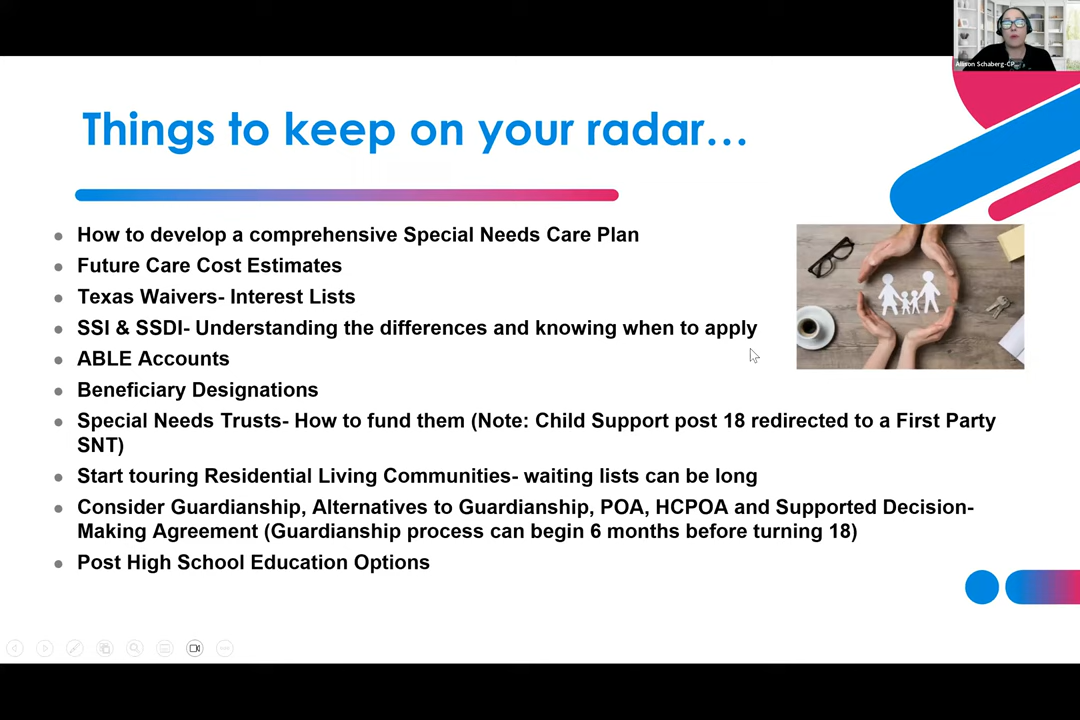 Alison Schaberg-CP...
Things to keep on your radar...
How to develop a comprehensive Special Needs Care Plan
Future Care Cost Estimates
Texas Waivers- Interest Lists
SSI & SSDI- Understanding the differences and knowing when to apply
ABLE Accounts
Beneficiary Designations
Special Needs Trusts- How to fund them (Note: Child Support post 18 redirected to a First Party
SNT)
Start touring Residential Living Communities- waiting lists can be long
Consider Guardianship, Alternatives to Guardianship, POA, HCPOA and Supported Decision-
Making Agreement (Guardianship process can begin 6 months before turning 18)
Post High School Education Options